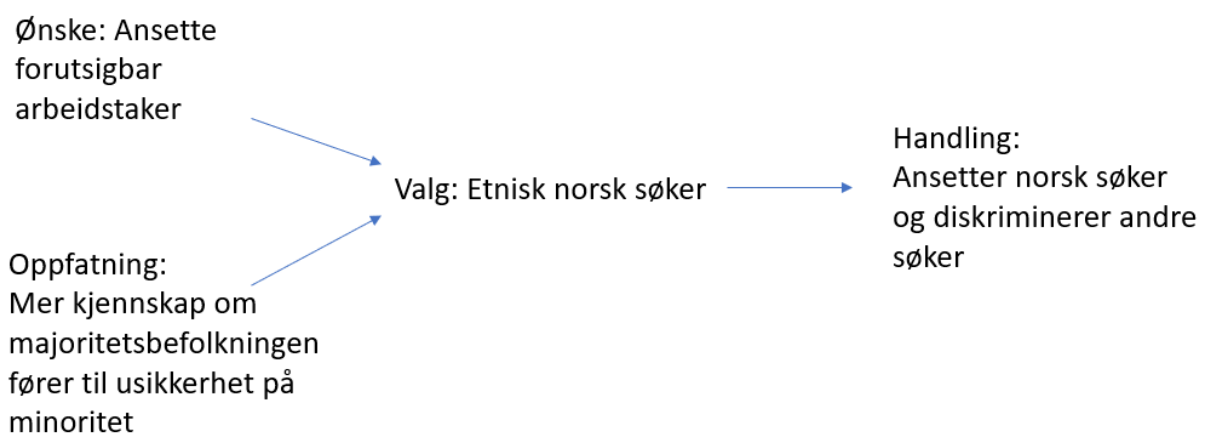 Ønske: Ansette
forutsigbar
arbeidstaker
Oppfatning:
Mer kjennskap om
majoritetsbefolkningen
fører til usikkerhet på
minoritet
Valg: Etnisk norsk søker
Handling:
Ansetter norsk søker
og diskriminerer andre
søker